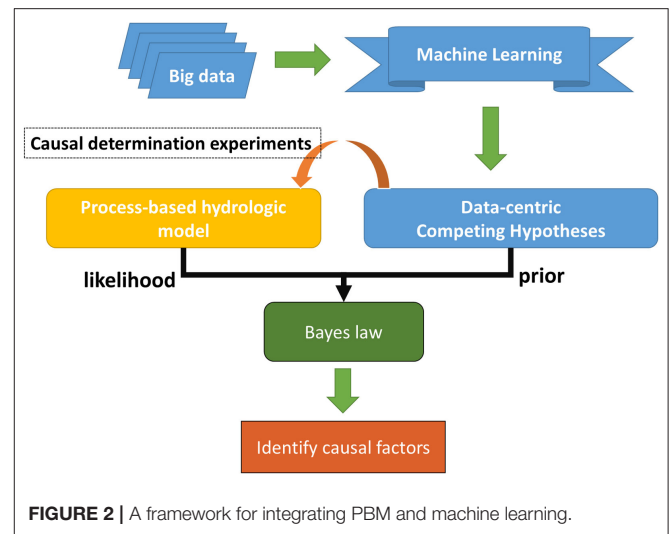 Big data
Machine Learning
Causal determination experiments
Process-based hydrologic
model
Data-centric
Competing Hypotheses
likelihood
prior
Bayes law
Identify causal factors
FIGURE 2 | A framework for integrating PBM and machine learning.